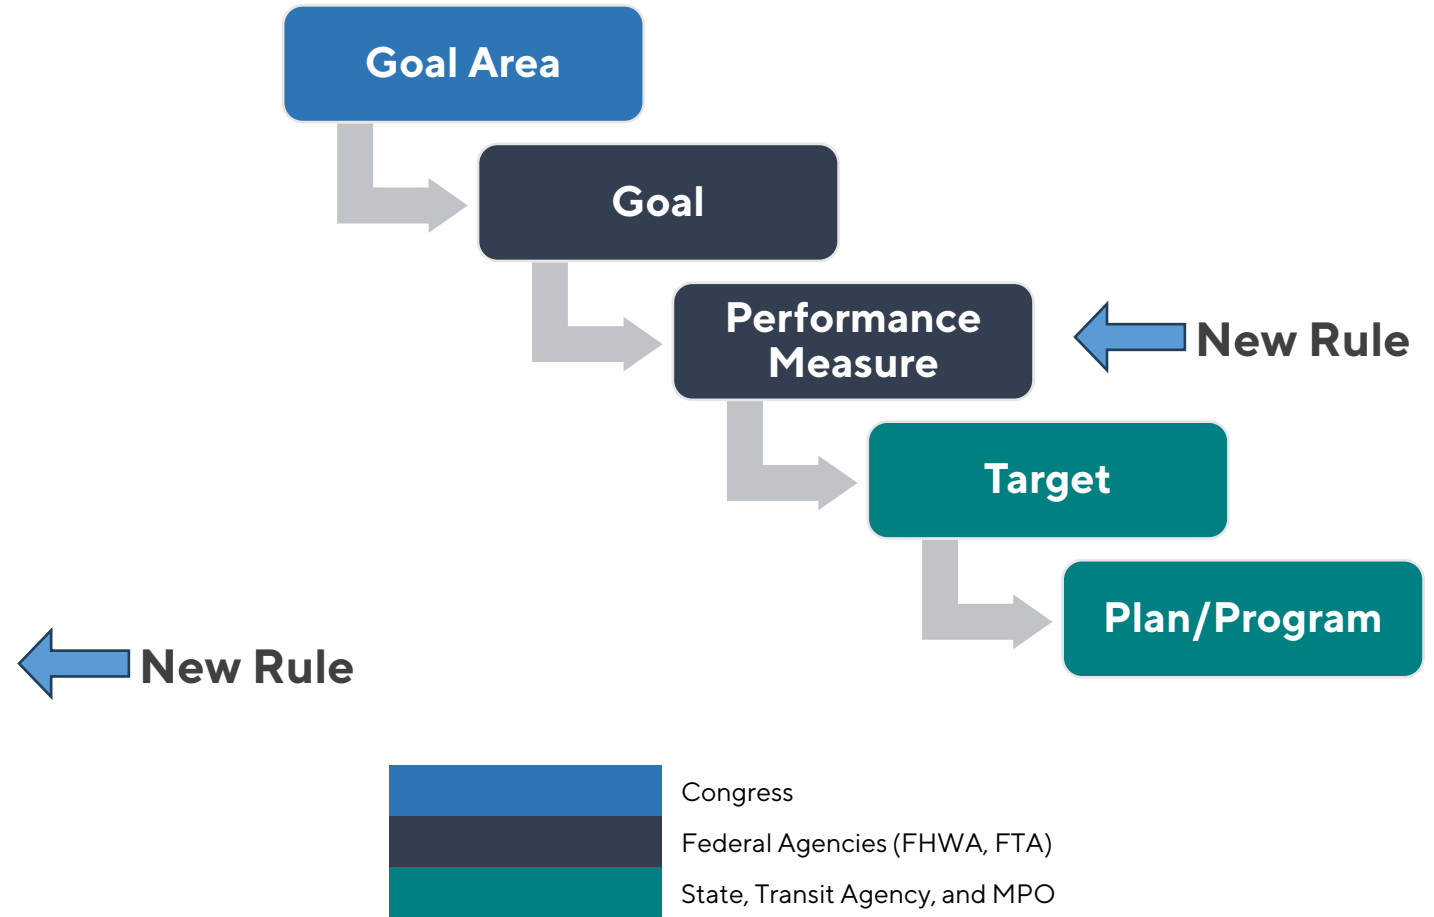 Goal Area
Goal
Performance
Measure
New Rule
Target
Plan/Program
New Rule
Congress
Federal Agencies (FHWA, FTA)
State, Transit Agency, and MPO